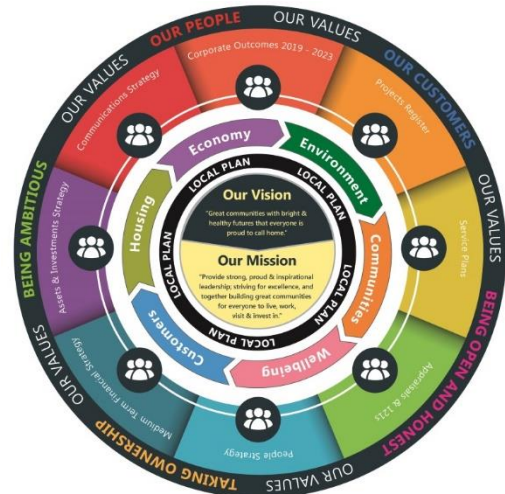 OUR VALUES
OUR PEOPLE
OUR VALUES
OUR CUSTOMERS
OUR VALUES
BEING OPEN AND HONEST
OUR VALUES
TAKING OWNERSHIP
OUR VALUES
BEING AMBITIOUS
Corporate Outcomes 2019 - 2023
Projects Register
Service Plans
Appraisals & 121s
People Strategy
Medium Term Financial Strategy
Assets & Investments Strategy
Communications Strategy
Economy
Environment
Communities
Wellbeing
Customers
Housing
LOCAL PLAN
LOCAL PLAN
LOCAL PLAN
LOCAL PLAN
LOCAL PLAN
Our Vision
"Great communities with bright &
healthy futures that everyone is
proud to call home."
Our Mission
"Provide strong, proud & inspirational
leadership; striving for excellence, and
together building great communities
for everyone to live, work,
visit & invest in."